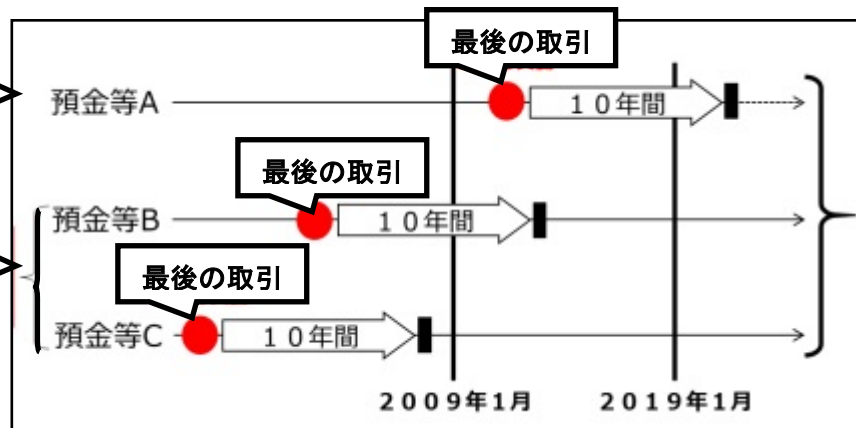 最後の取引
預金等A
10年間
最後の取引
預金等B
10年間
最後の取引
預金等C
10年間
2009年1月
2019年1月